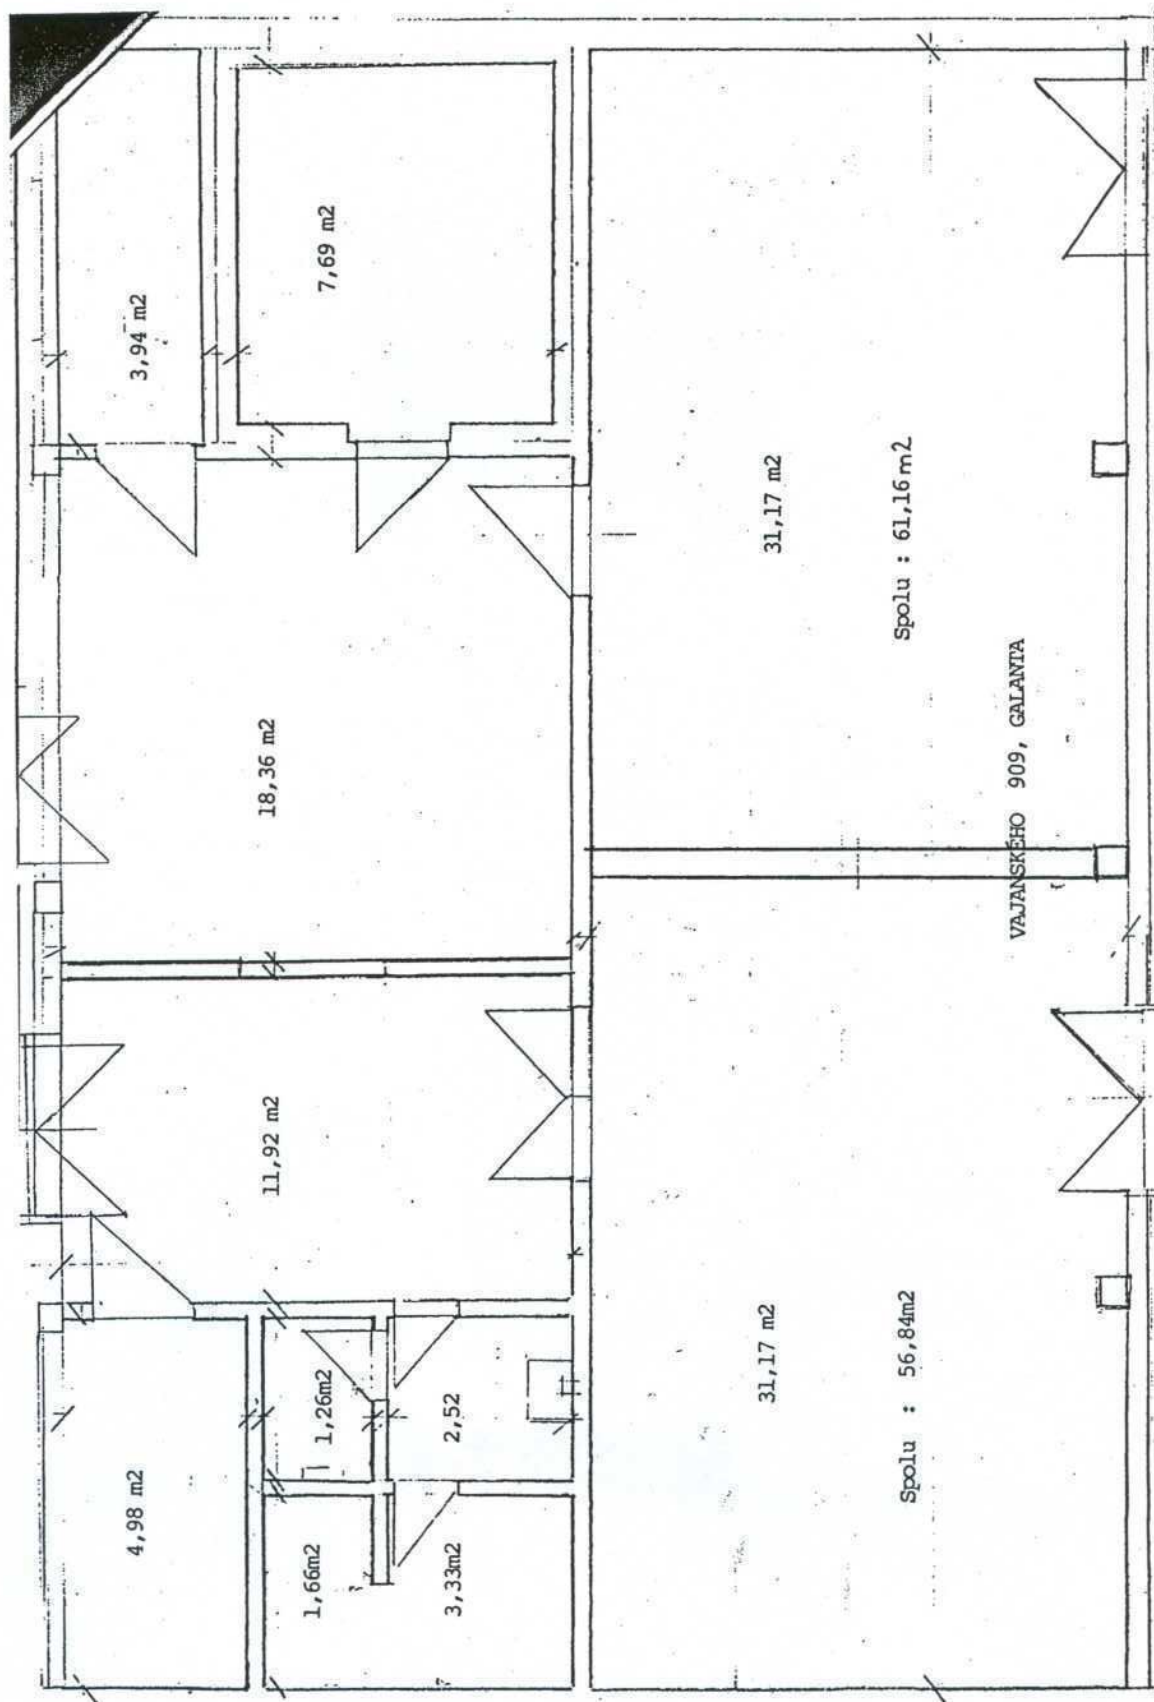 4,98 m2
11,92 m2
18,36 m2
3,94 m2
1,66m2
1,26m2
7,69 m2
3,33m2
2,52
31,17 m2
31,17 m2
Spolu : 56,84m2
Spolu : 61,16 m2
VAJANSKÉHO 909, GALANTA